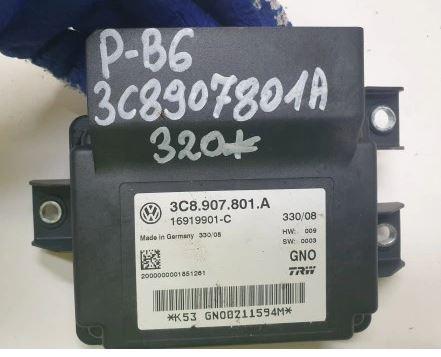 P-B6
3C8907801A
320*
3C8.907.801.A
16919901-C 330/08
Made in Germany 330/08 HW: 009
SW: 0003
GNO
2000000001851261 TRW
*K53 GN00211594M*